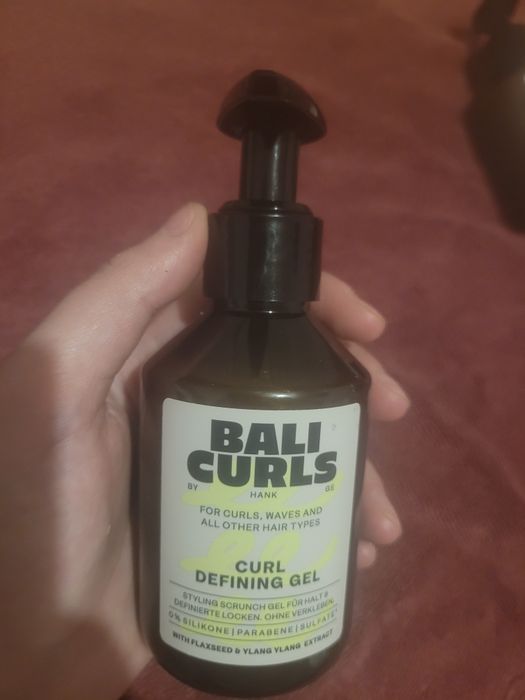 BALI
CURLS
BY HANK GE
FOR CURLS, WAVES AND
ALL OTHER HAIR TYPES
CURL
DEFINING GEL
STYLING SCRUNCH GEL FÜR HALT &
DEFINIERTE LOCKEN. OHNE VERKLEBEN.
0% SILIKONE | PARABENE | SULFATE*
WITH FLAXSEED & YLANG YLANG EXTRACT